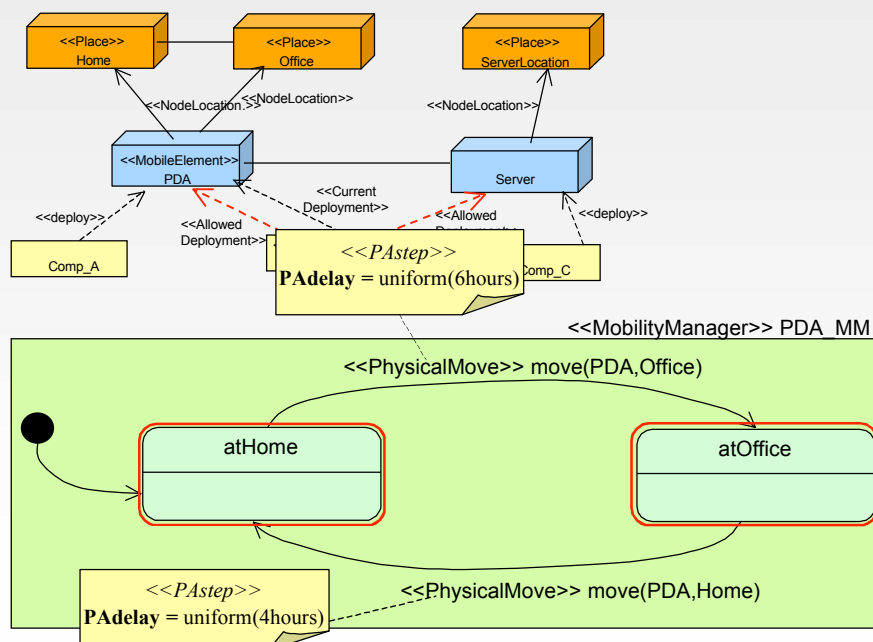 <<Place>>
Home
<<Place>>
Office
<<Place>>
ServerLocation
<<NodeLocation>>
<<NodeLocation>>
<<NodeLocation>>
<<MobileElement>>
PDA
Server
<<deploy>>
<<Allowed
Deployment>>
<<Current
Deployment>>
<<Allowed
<<deploy>>
Comp_A
Comp_C
<<PAstep>>
PAdelay = uniform(6hours)
<<MobilityManager>> PDA_MM
<<PhysicalMove>> move(PDA,Office)
atHome
atOffice
<<PhysicalMove>> move(PDA,Home)
<<PAstep>>
PAdelay = uniform(4hours)